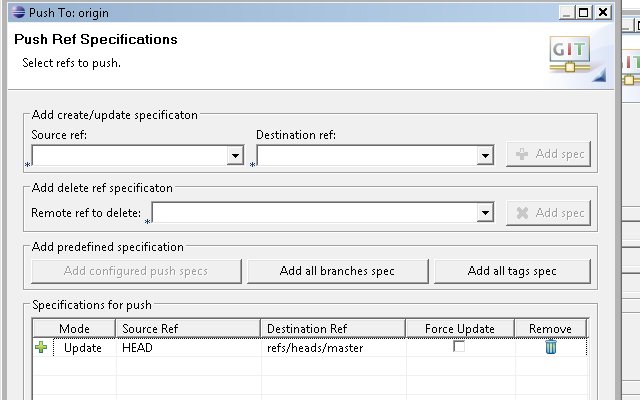 Push To: origin
Push Ref Specifications
Select refs to push.
GIT
GIT
Add create/update specificaton
Source ref:
Destination ref:
*
*
Add spec
Add delete ref specificaton
Remote ref to delete: *
Add spec
Add predefined specification
Add configured push specs
Add all branches spec
Add all tags spec
Specifications for push
Mode Source Ref Destination Ref Force Update Remove
Update HEAD refs/heads/master